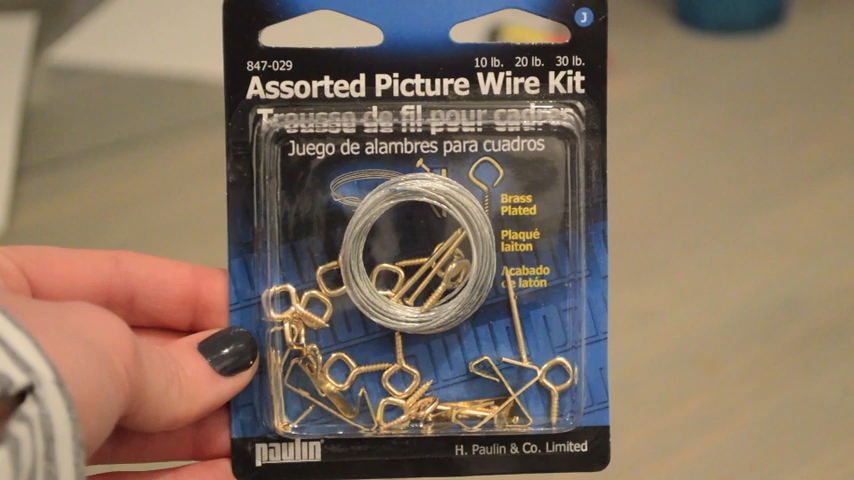 J
847-029 10 lb. 20 lb. 30 lb.
Assorted Picture Wire Kit
Trousse de fil pour cadres
Juego de alambres para cuadros
Brass
Plated
Plaqué
laiton
Acabado
de latón
paulin
paulin
H. Paulin & Co. Limited